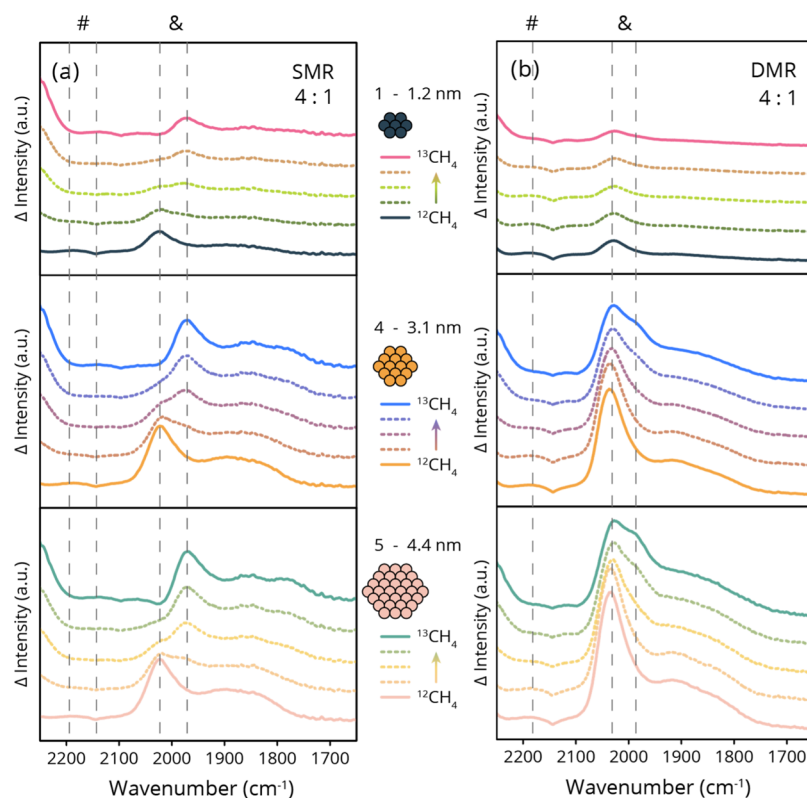 # & # &
(a) SMR
4 : 1
(b) DMR
4 : 1
1 - 1.2 nm
¹³CH₄
¹²CH₄
4 - 3.1 nm
¹³CH₄
¹²CH₄
5 - 4.4 nm
¹³CH₄
¹²CH₄
Δ Intensity (a.u.)
Δ Intensity (a.u.)
Δ Intensity (a.u.)
Δ Intensity (a.u.)
Δ Intensity (a.u.)
Δ Intensity (a.u.)
2200 2100 2000 1900 1800 1700
2200 2100 2000 1900 1800 1700
Wavenumber (cm⁻¹)
Wavenumber (cm⁻¹)